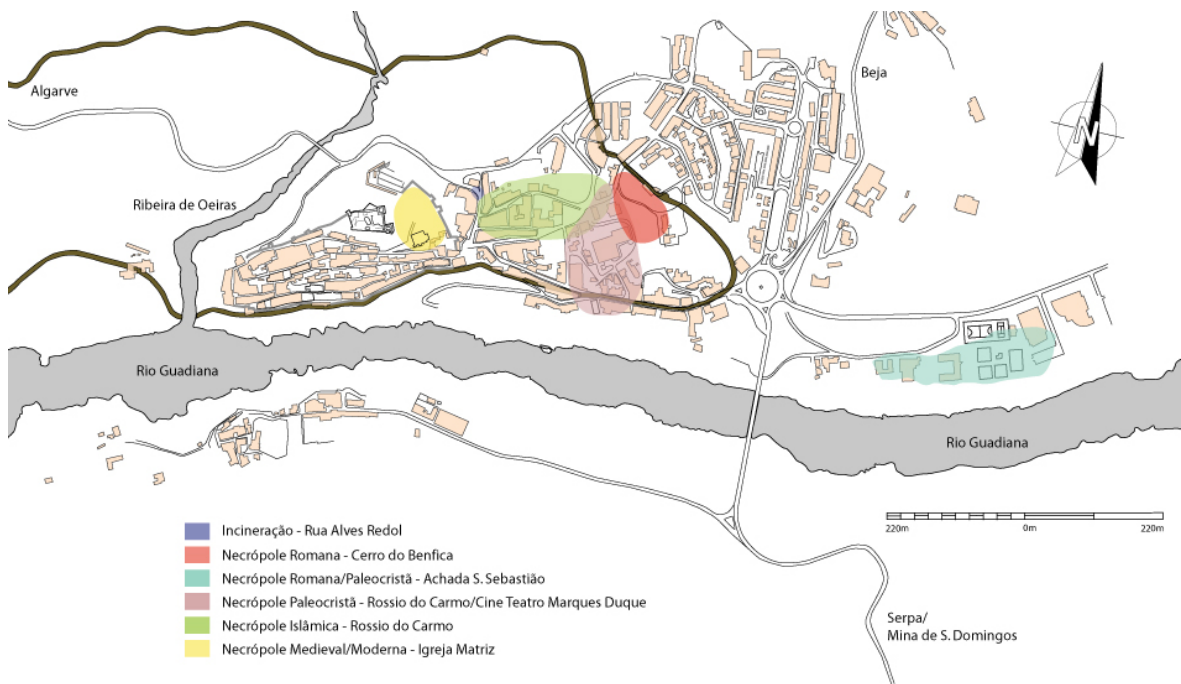 Algarve
Beja
N
Ribeira de Oeiras
Rio Guadiana
Rio Guadiana
220m 0m 220m
Incineração - Rua Alves Redol
Necrópole Romana - Cerro do Benfica
Necrópole Romana/Paleocristã - Achada S. Sebastião
Necrópole Paleocristã - Rossio do Carmo/Cine Teatro Marques Duque
Necrópole Islâmica - Rossio do Carmo
Necrópole Medieval/Moderna - Igreja Matriz
Serpa/
Mina de S. Domingos